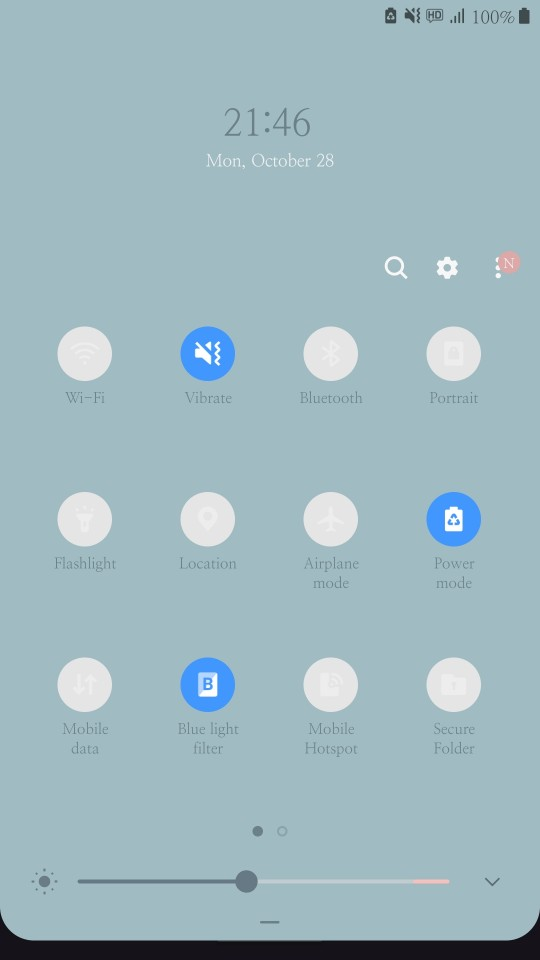 HD 100%
21:46
Mon, October 28
N
Wi-Fi Vibrate Bluetooth Portrait
Flashlight Location Airplane mode Power mode
Mobile data B Blue light filter Mobile Hotspot Secure Folder